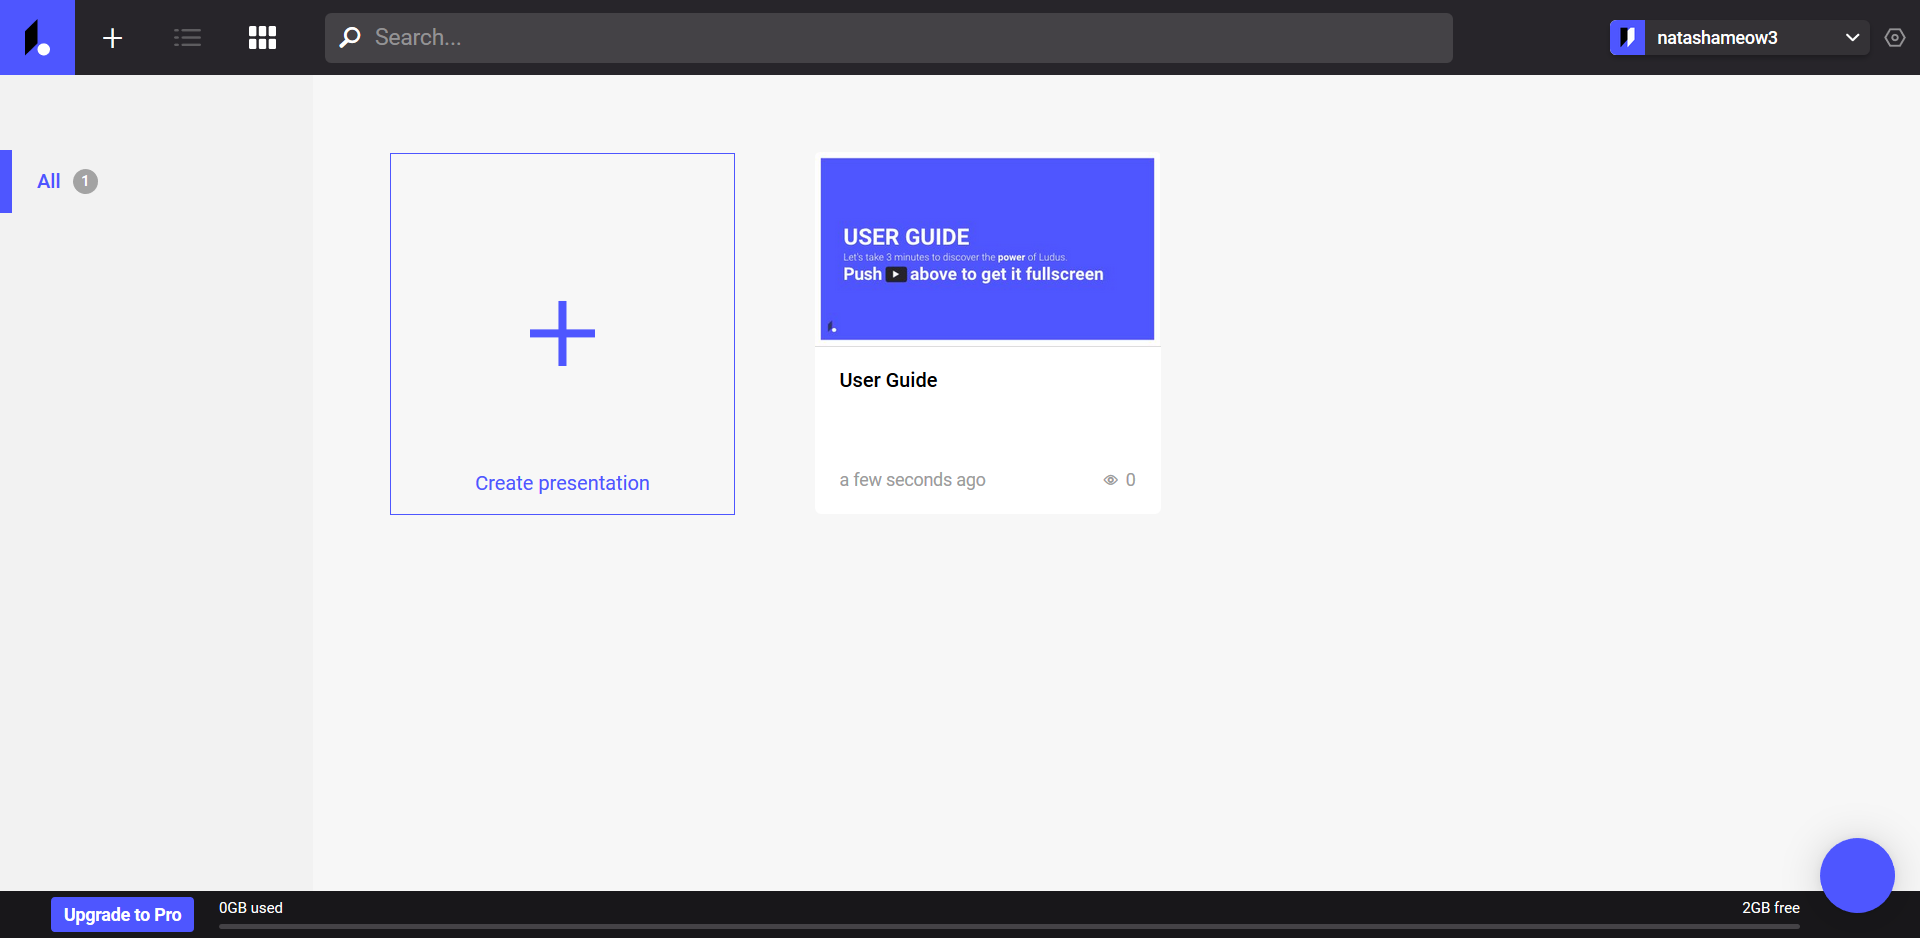 Search...
natashameow3
All 1
Create presentation
USER GUIDE
Let's take 3 minutes to discover the power of Ludus.
Push above to get it fullscreen
User Guide
a few seconds ago 0
Upgrade to Pro
0GB used
2GB free